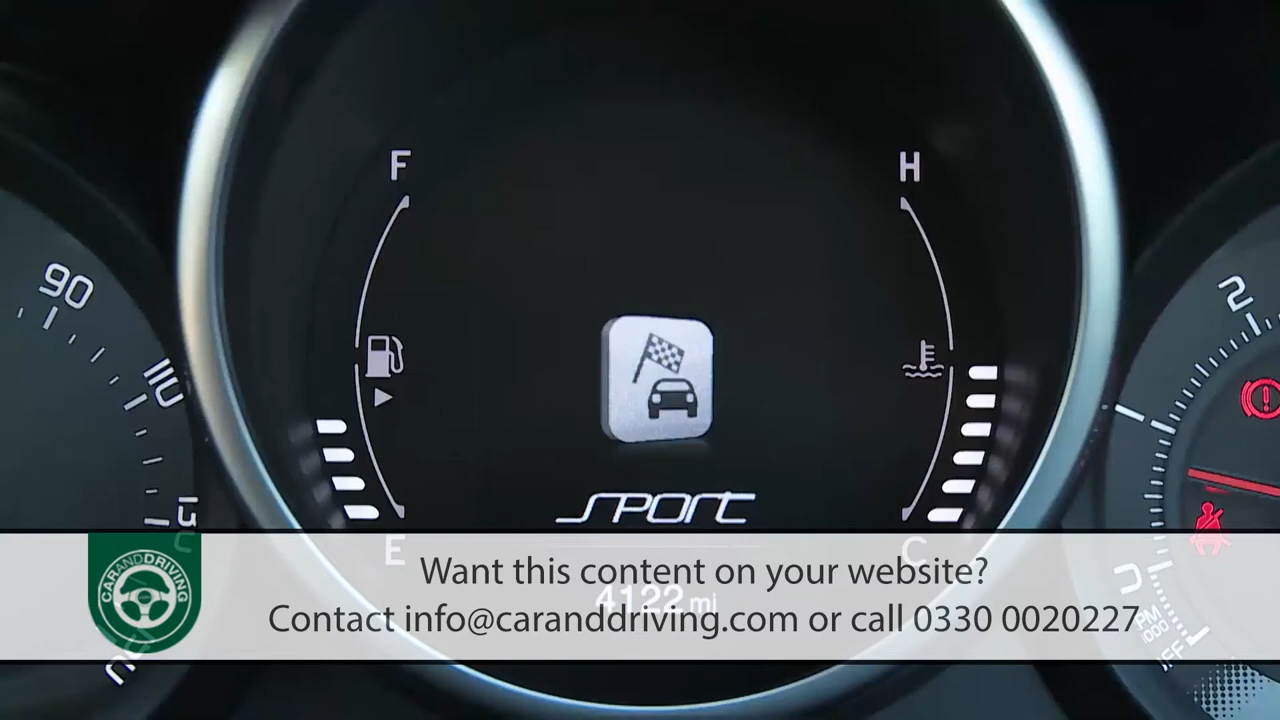 F
H
90
110
2
SPORT
E
C
CARANDDRIVING
Want this content on your website?
4122 mi
Contact info@caranddriving.com or call 0330 0020227
OFF